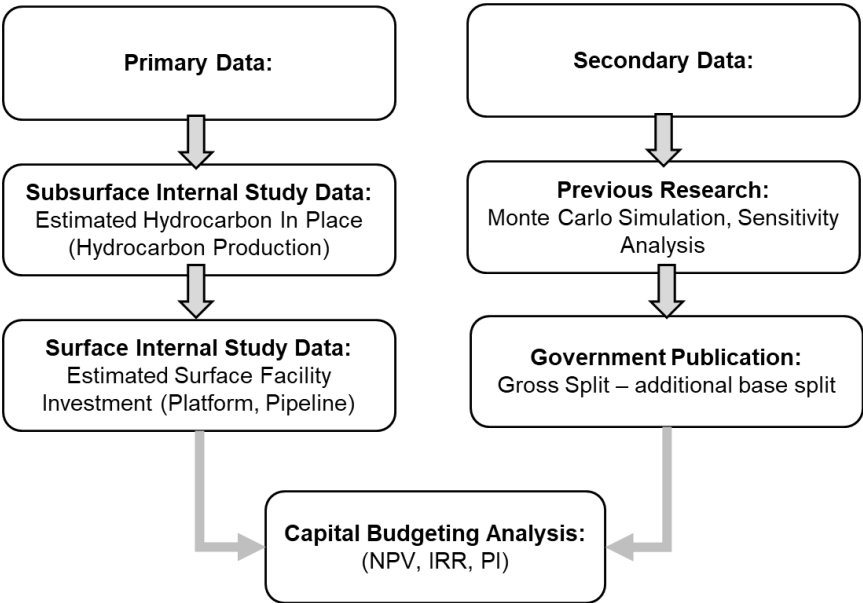 Primary Data:
Subsurface Internal Study Data:
Estimated Hydrocarbon In Place
(Hydrocarbon Production)
Surface Internal Study Data:
Estimated Surface Facility
Investment (Platform, Pipeline)
Secondary Data:
Previous Research:
Monte Carlo Simulation, Sensitivity
Analysis
Government Publication:
Gross Split – additional base split
Capital Budgeting Analysis:
(NPV, IRR, PI)